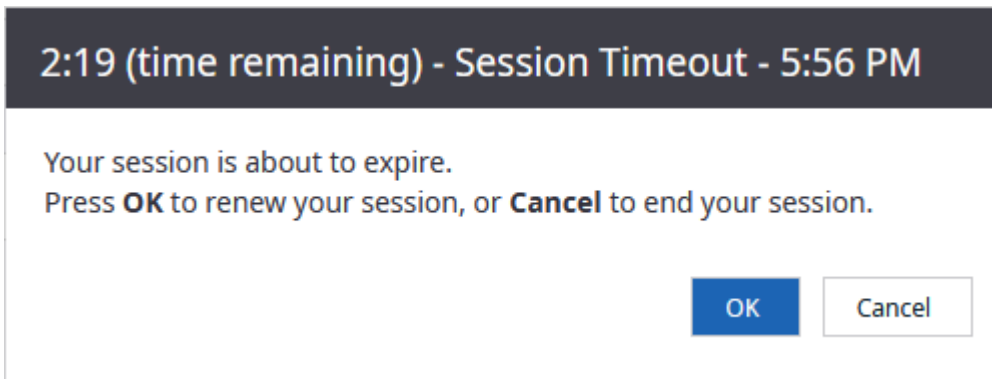 2:19 (time remaining) - Session Timeout - 5:56 PM
Your session is about to expire.
Press OK to renew your session, or Cancel to end your session.
OK
Cancel